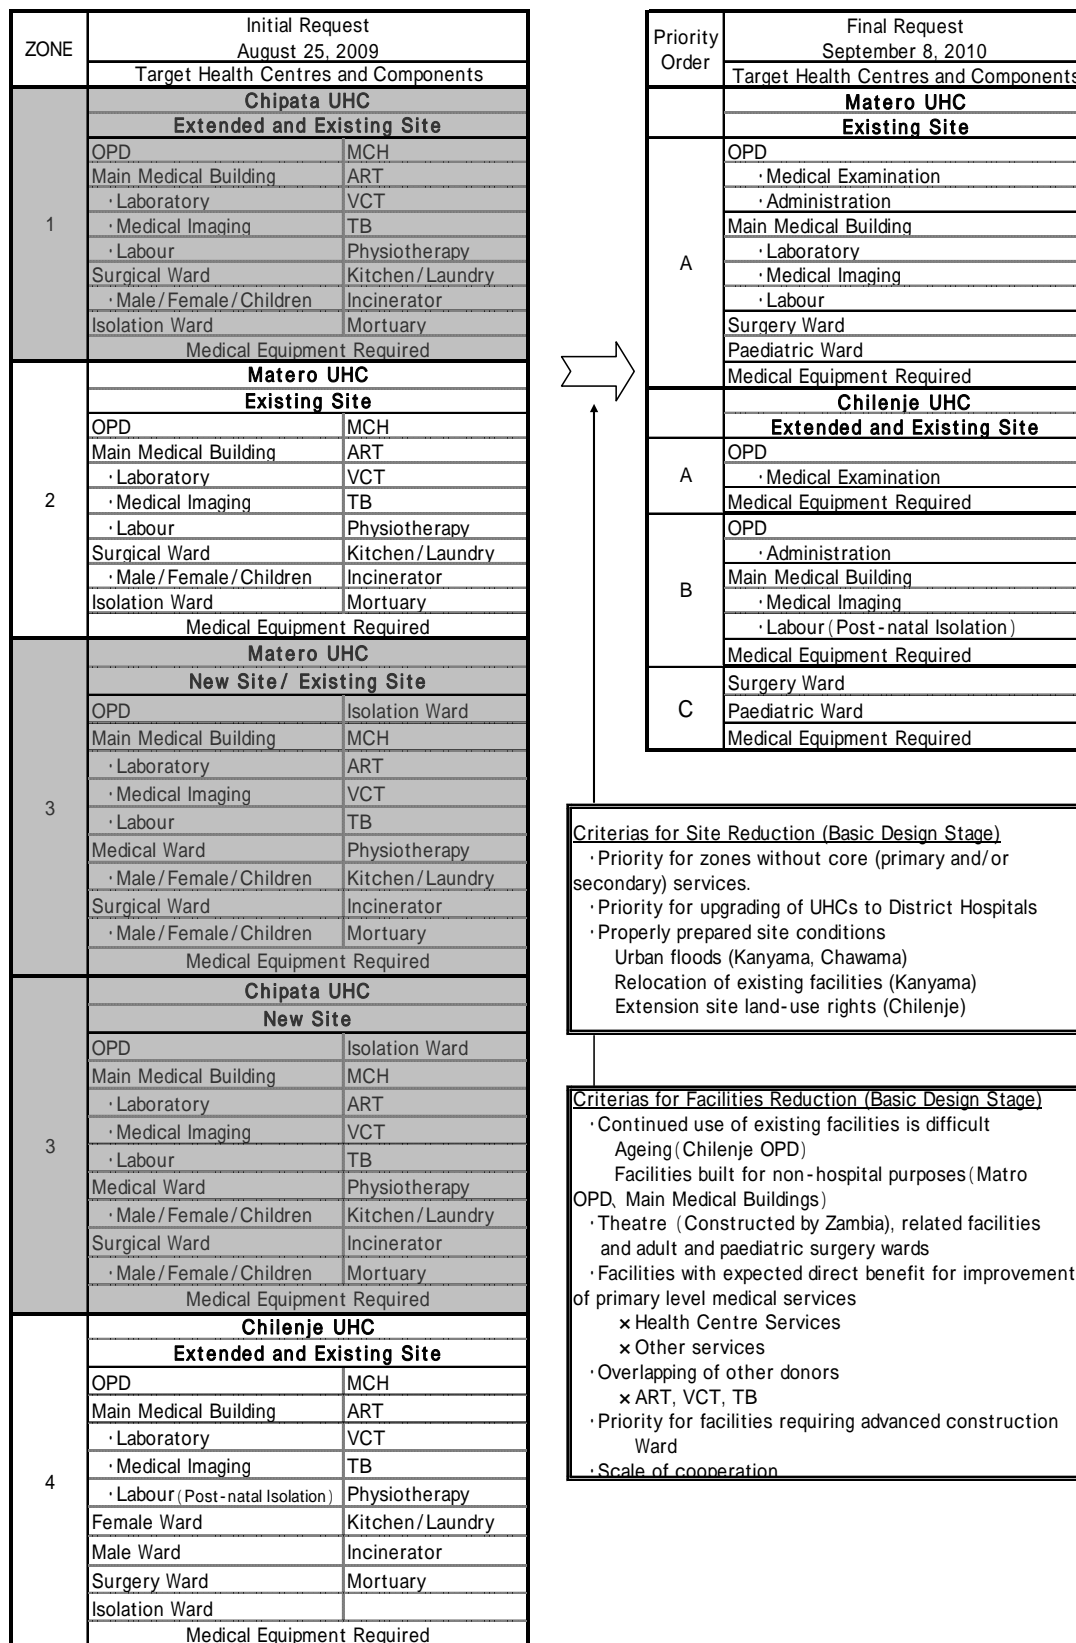 ZONE
Initial Request
August 25, 2009
Target Health Centres and Components
1
Chipata UHC
Extended and Existing Site
OPD MCH
Main Medical Building ART
・Laboratory VCT
・Medical Imaging TB
・Labour Physiotherapy
Surgical Ward Kitchen/Laundry
・Male/Female/Children Incinerator
Isolation Ward Mortuary
Medical Equipment Required
2
Matero UHC
Existing Site
OPD MCH
Main Medical Building ART
・Laboratory VCT
・Medical Imaging TB
・Labour Physiotherapy
Surgical Ward Kitchen/Laundry
・Male/Female/Children Incinerator
Isolation Ward Mortuary
Medical Equipment Required
3
Matero UHC
New Site/ Existing Site
OPD Isolation Ward
Main Medical Building MCH
・Laboratory ART
・Medical Imaging VCT
・Labour TB
Medical Ward Physiotherapy
・Male/Female/Children Kitchen/Laundry
Surgical Ward Incinerator
・Male/Female/Children Mortuary
Medical Equipment Required
3
Chipata UHC
New Site
OPD Isolation Ward
Main Medical Building MCH
・Laboratory ART
・Medical Imaging VCT
・Labour TB
Medical Ward Physiotherapy
・Male/Female/Children Kitchen/Laundry
Surgical Ward Incinerator
・Male/Female/Children Mortuary
Medical Equipment Required
4
Chilenje UHC
Extended and Existing Site
OPD MCH
Main Medical Building ART
・Laboratory VCT
・Medical Imaging TB
・Labour(Post-natal Isolation) Physiotherapy
Female Ward Kitchen/Laundry
Male Ward Incinerator
Surgery Ward Mortuary
Isolation Ward
Medical Equipment Required
Priority
Order
Final Request
September 8, 2010
Target Health Centres and Components
Matero UHC
Existing Site
A
OPD
・Medical Examination
・Administration
Main Medical Building
・Laboratory
・Medical Imaging
・Labour
Surgery Ward
Paediatric Ward
Medical Equipment Required
Chilenje UHC
Extended and Existing Site
A
OPD
・Medical Examination
Medical Equipment Required
B
OPD
・Administration
Main Medical Building
・Medical Imaging
・Labour(Post-natal Isolation)
Medical Equipment Required
C
Surgery Ward
Paediatric Ward
Medical Equipment Required
Criterias for Site Reduction (Basic Design Stage)
・Priority for zones without core (primary and/or
secondary) services.
・Priority for upgrading of UHCs to District Hospitals
・Properly prepared site conditions
Urban floods (Kanyama, Chawama)
Relocation of existing facilities (Kanyama)
Extension site land-use rights (Chilenje)
Criterias for Facilities Reduction (Basic Design Stage)
・Continued use of existing facilities is difficult
Ageing(Chilenje OPD)
Facilities built for non-hospital purposes(Matro
OPD、Main Medical Buildings)
・Theatre (Constructed by Zambia), related facilities
and adult and paediatric surgery wards
・Facilities with expected direct benefit for improvement
of primary level medical services
×Health Centre Services
×Other services
・Overlapping of other donors
×ART, VCT, TB
・Priority for facilities requiring advanced construction
Ward
・Scale of cooperation